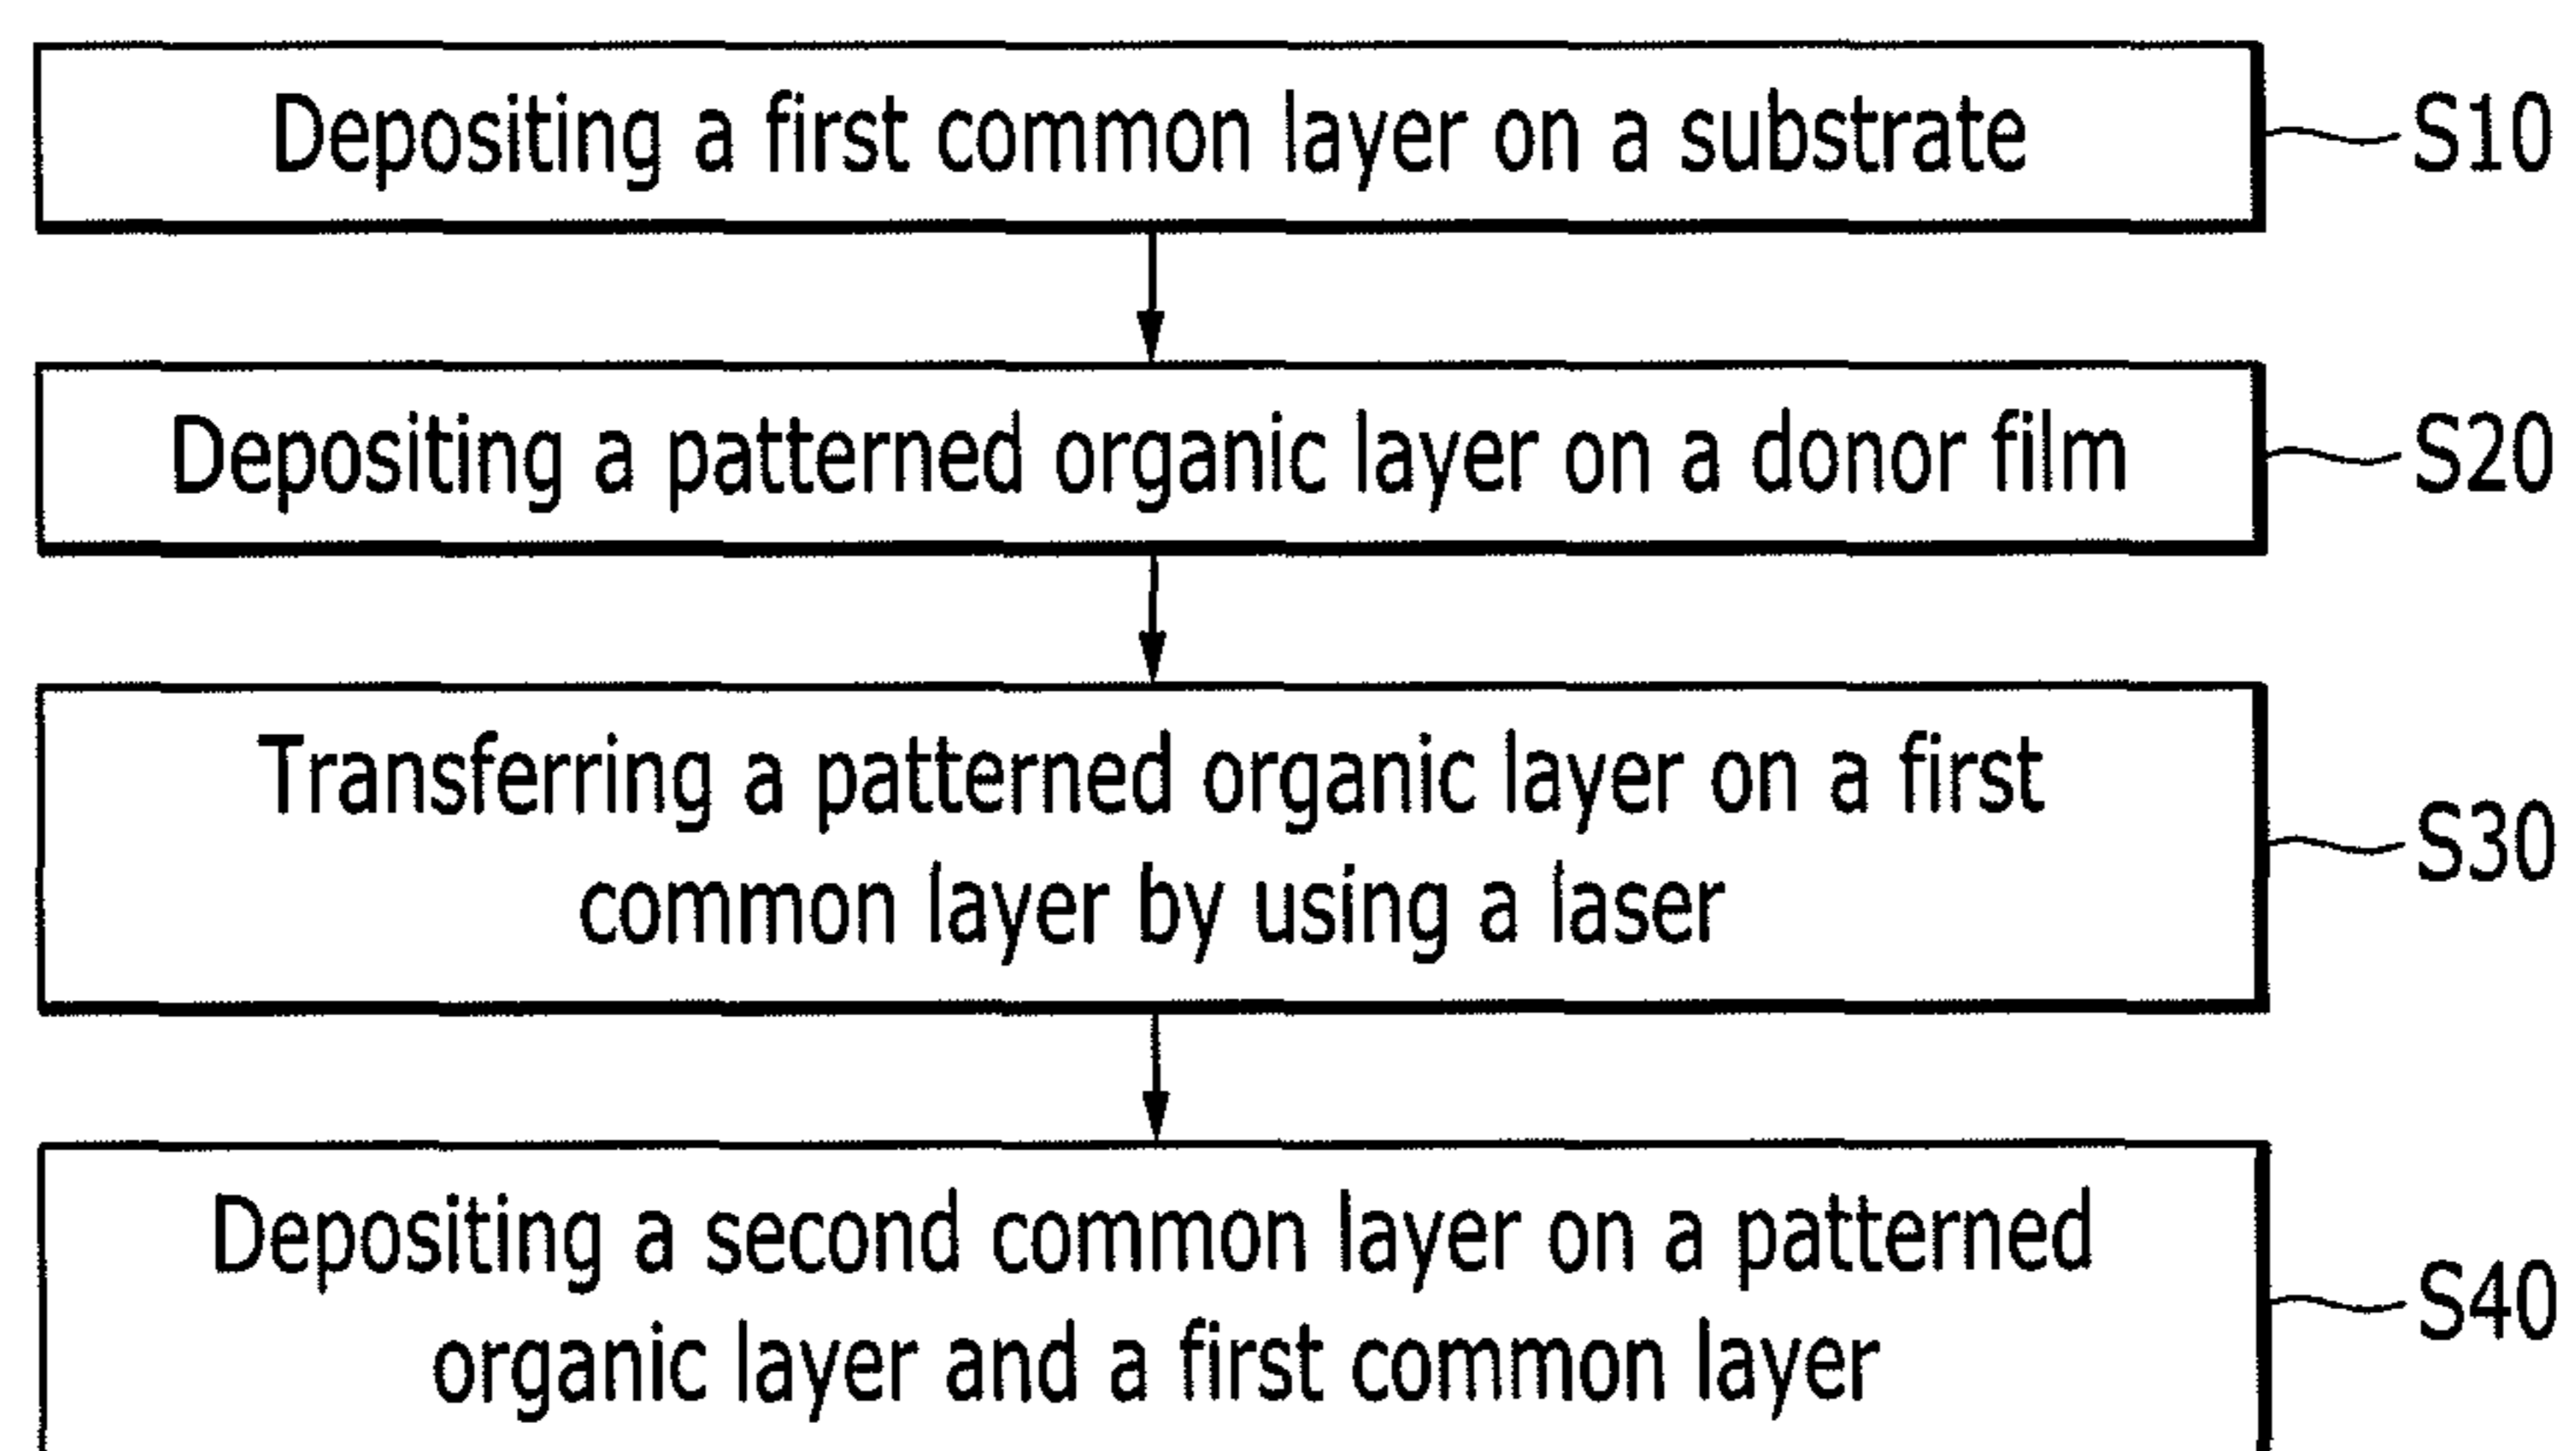 Depositing a first common layer on a substrate
S10
Depositing a patterned organic layer on a donor film
S20
Transferring a patterned organic layer on a first
common layer by using a laser
S30
Depositing a second common layer on a patterned
organic layer and a first common layer
S40